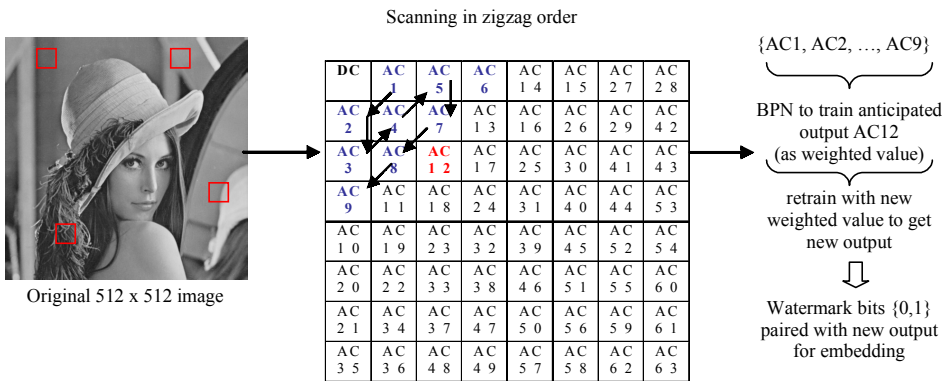 Scanning in zigzag order
Original 512 x 512 image
DC AC AC AC AC AC AC AC
1 5 6 14 15 27 28
AC AC AC AC AC AC AC AC
2 4 7 13 16 26 29 42
AC AC AC AC AC AC AC AC
3 8 12 17 25 30 41 43
AC AC AC AC AC AC AC AC
9 11 18 24 31 40 44 53
AC AC AC AC AC AC AC AC
10 19 23 32 39 45 52 54
AC AC AC AC AC AC AC AC
20 22 33 38 46 51 55 60
AC AC AC AC AC AC AC AC
21 34 37 47 50 56 59 61
AC AC AC AC AC AC AC AC
35 36 48 49 57 58 62 63
{AC1, AC2, …, AC9}
BPN to train anticipated
output AC12
(as weighted value)
retrain with new
weighted value to get
new output
Watermark bits {0,1}
paired with new output
for embedding